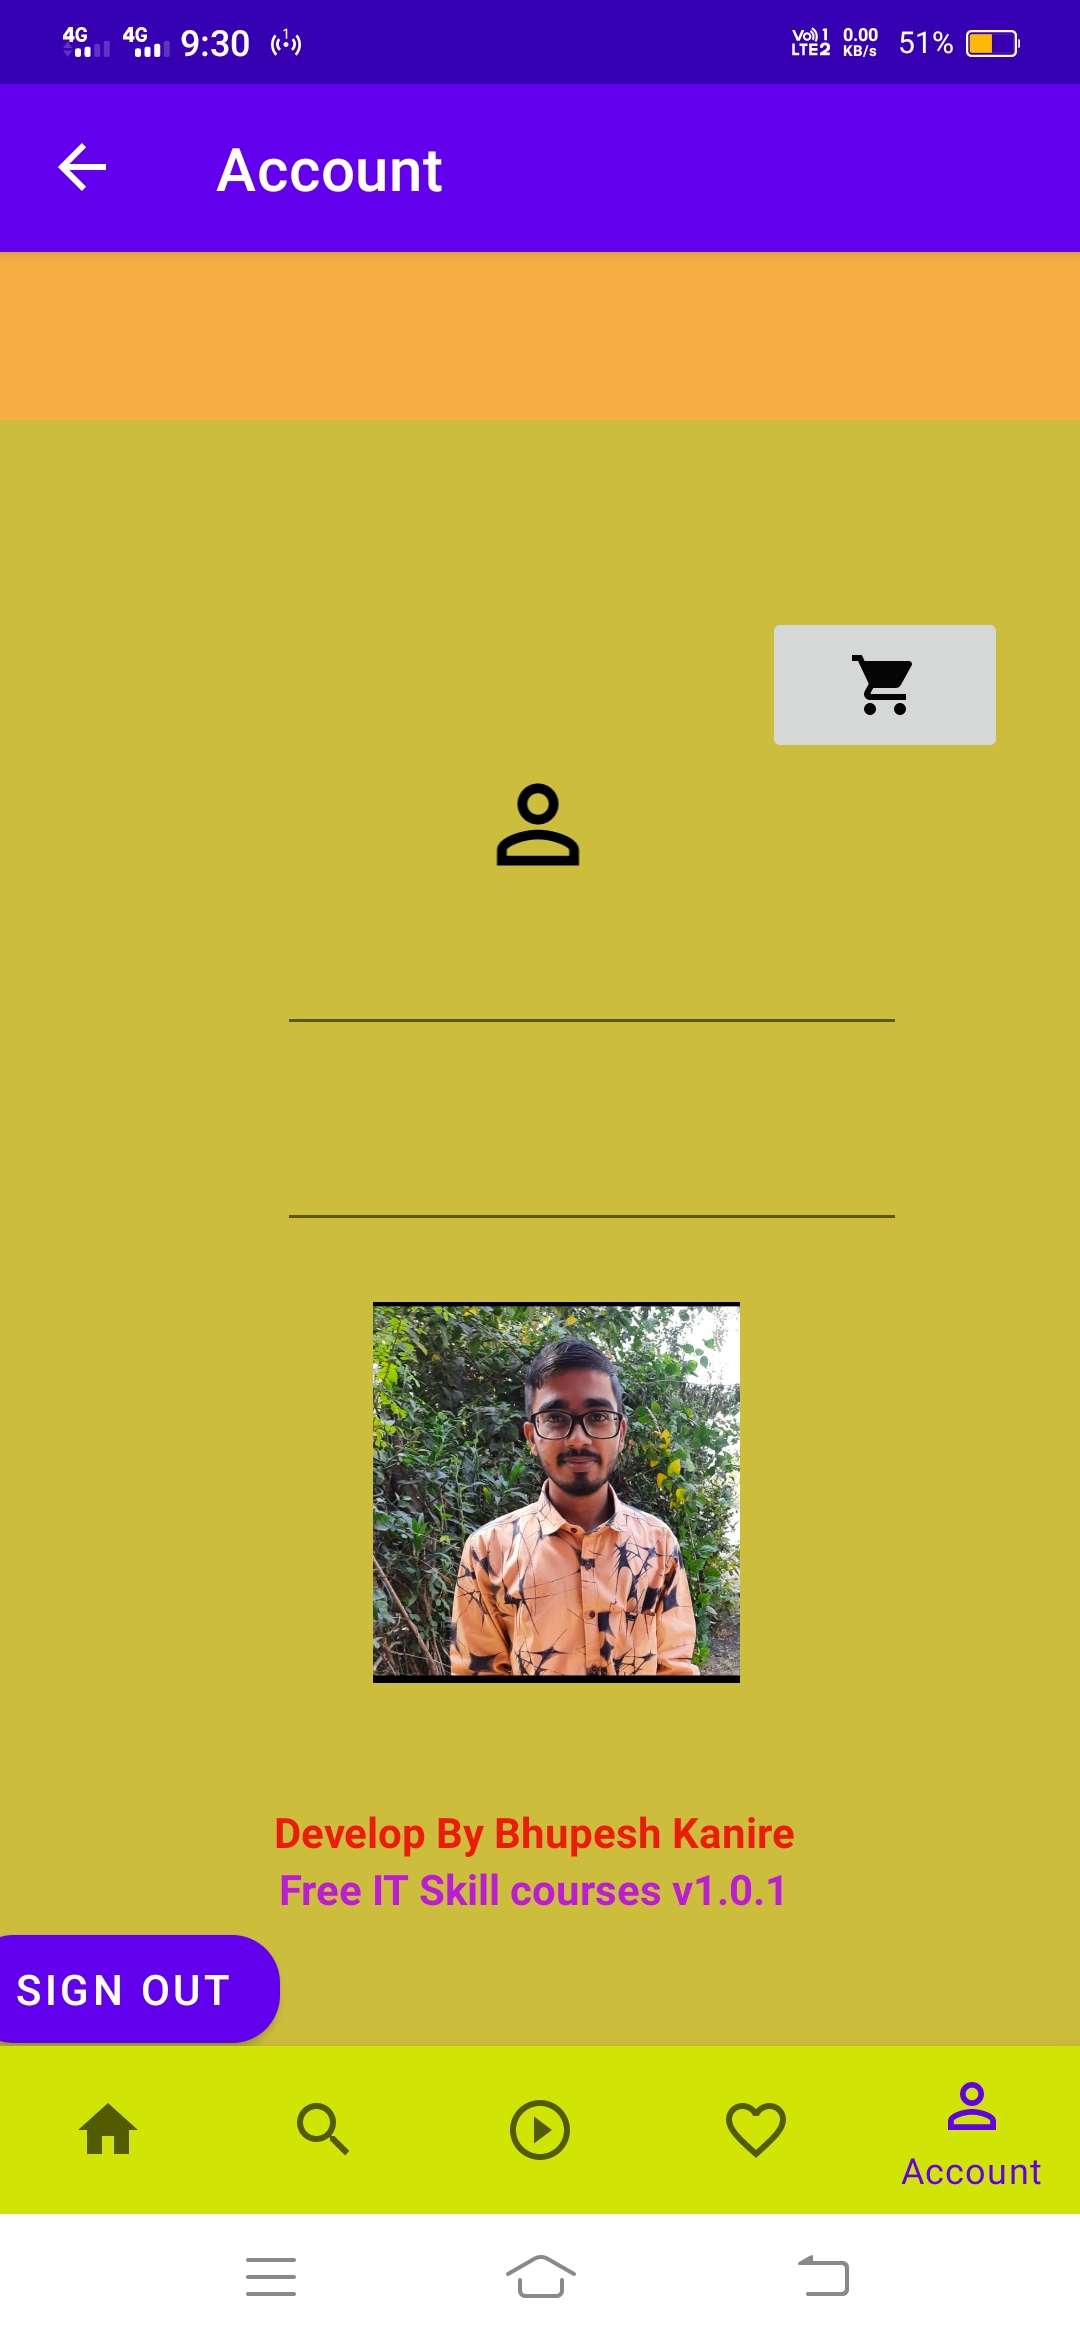 4G 4G 9:30 1 Vo) 1 LTE2 0.00 KB/s 51%
Account
Develop By Bhupesh Kanire
Free IT Skill courses v1.0.1
SIGN OUT
Account